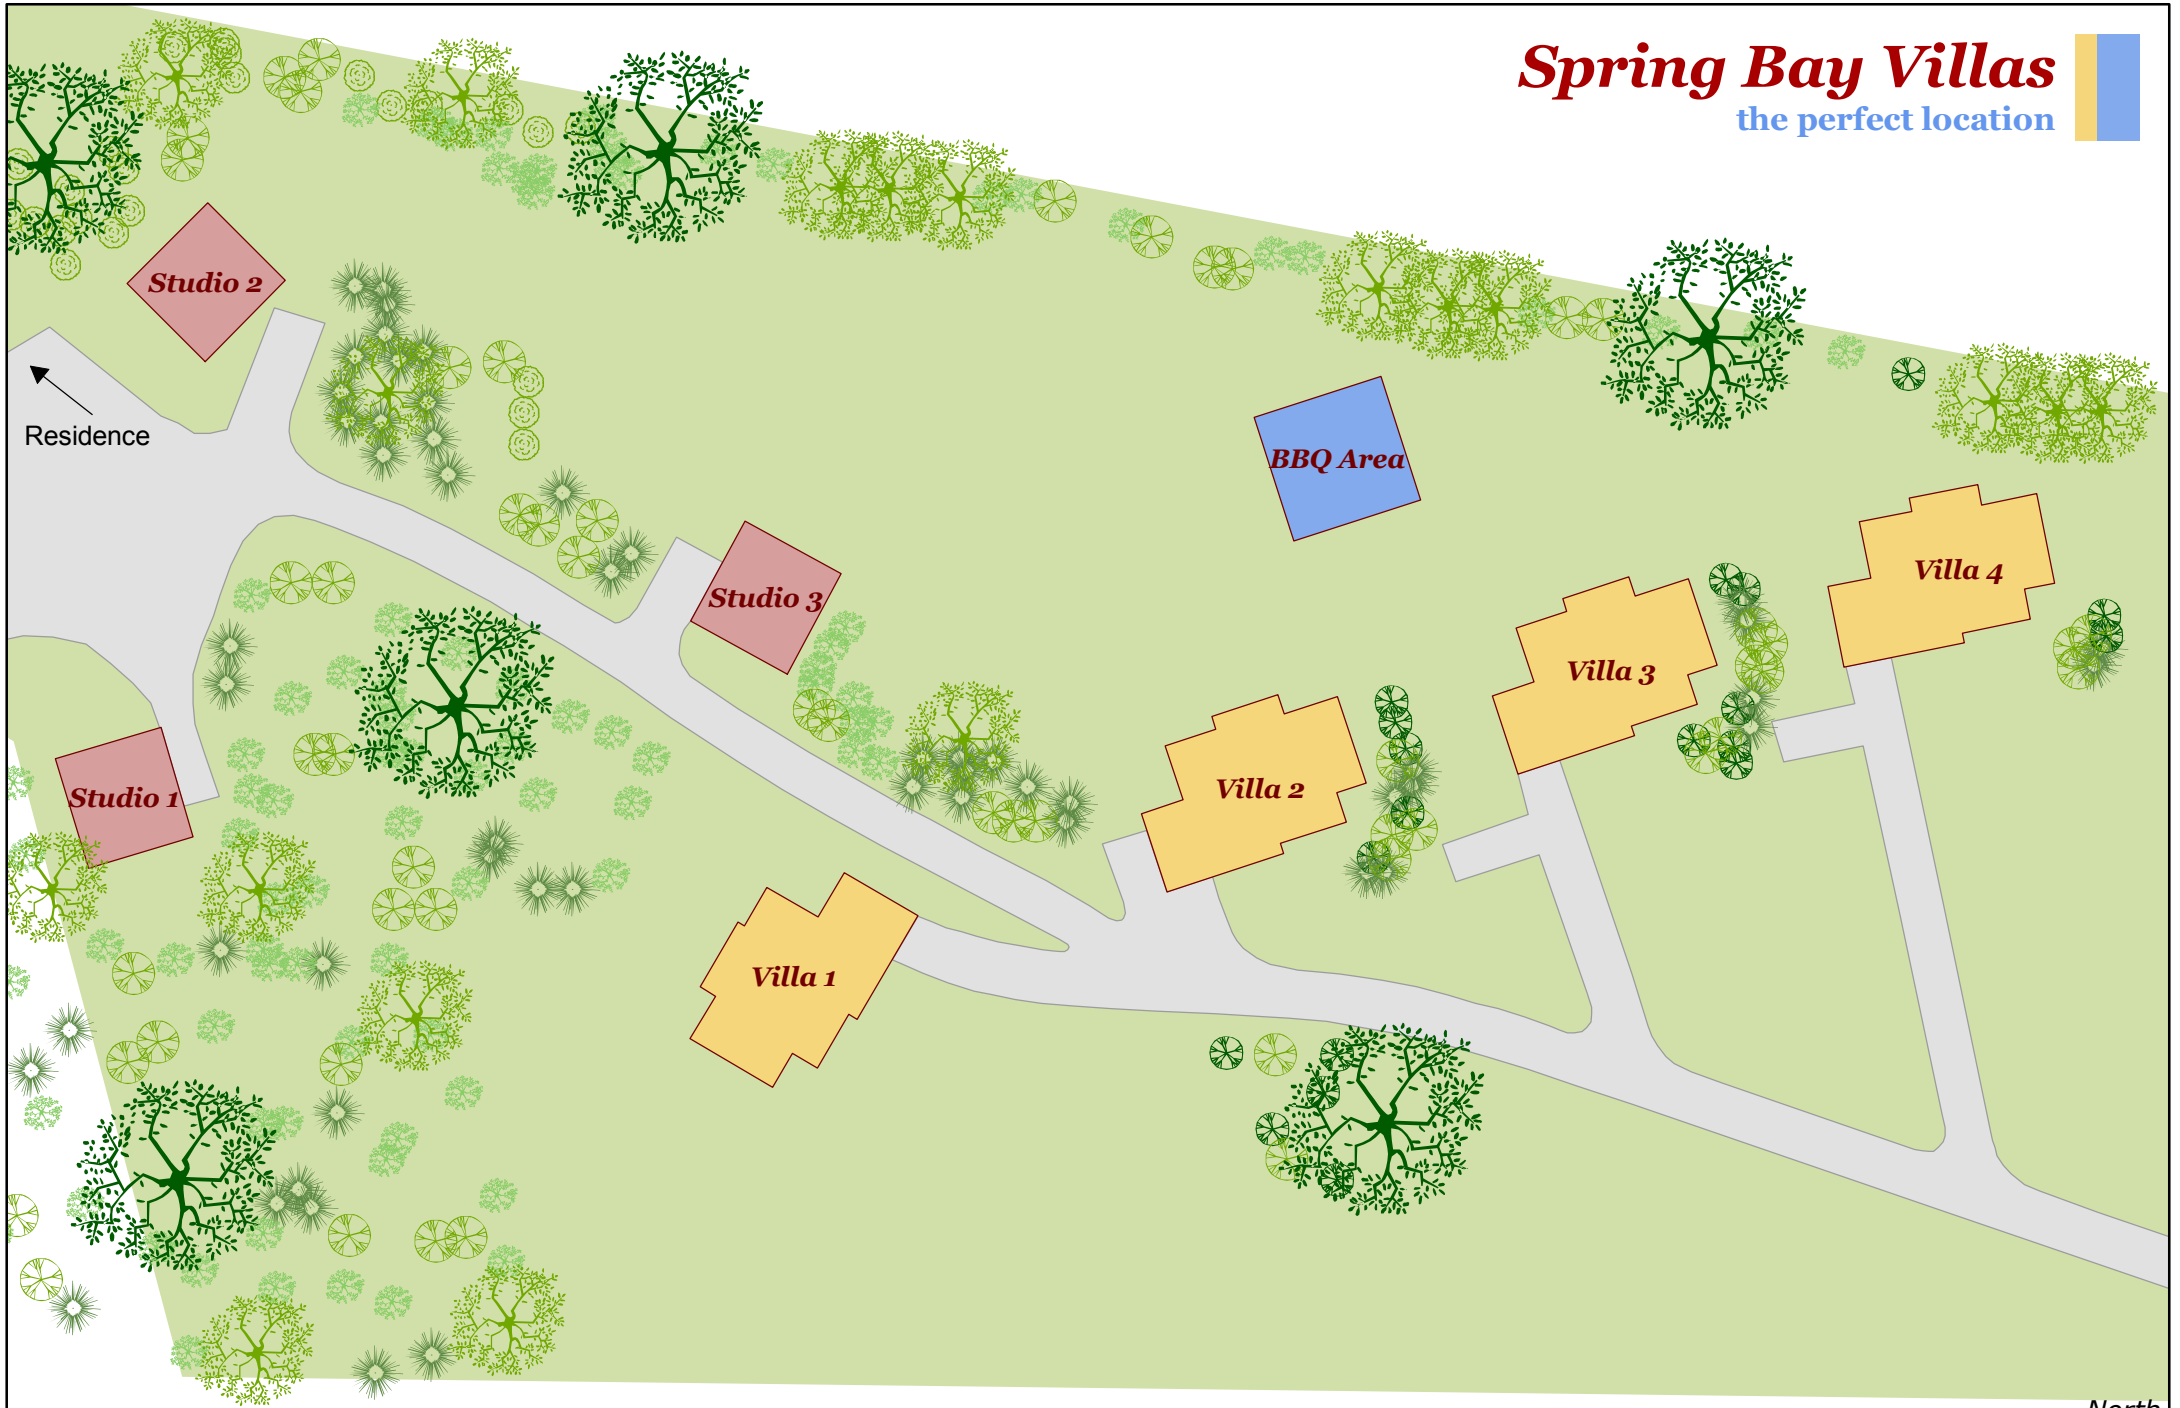 Spring Bay Villas
the perfect location
Studio 2
Residence
BBQ Area
Studio 3
Villa 4
Villa 3
Villa 2
Studio 1
Villa 1
North